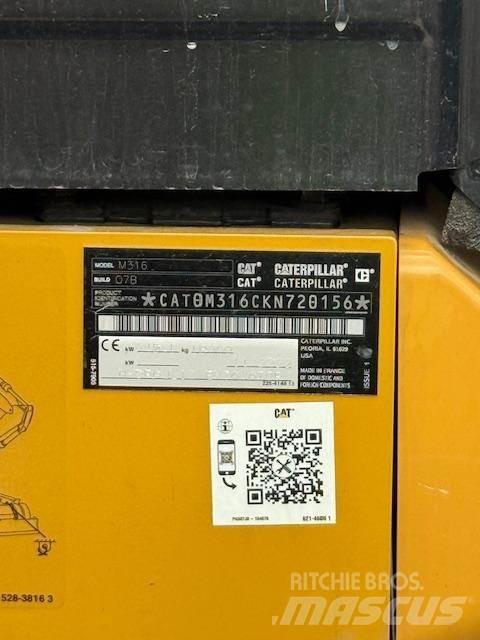 MODEL M316
BUILD 07B
PRODUCT IDENTIFICATION NUMBER
CAT CATERPILLAR
CAT CATERPILLAR
*CAT0M316CKN720156*
CE
kW kg
kW
225-4148 13
CATERPILLAR INC.
PEORIA, IL 61629
USA
MADE IN FRANCE
OF DOMESTIC AND
FOREIGN COMPONENTS
ISSUE 1
CAT
i
621-4606 1
528-3816 3
RITCHIE BROS.
MASCUS